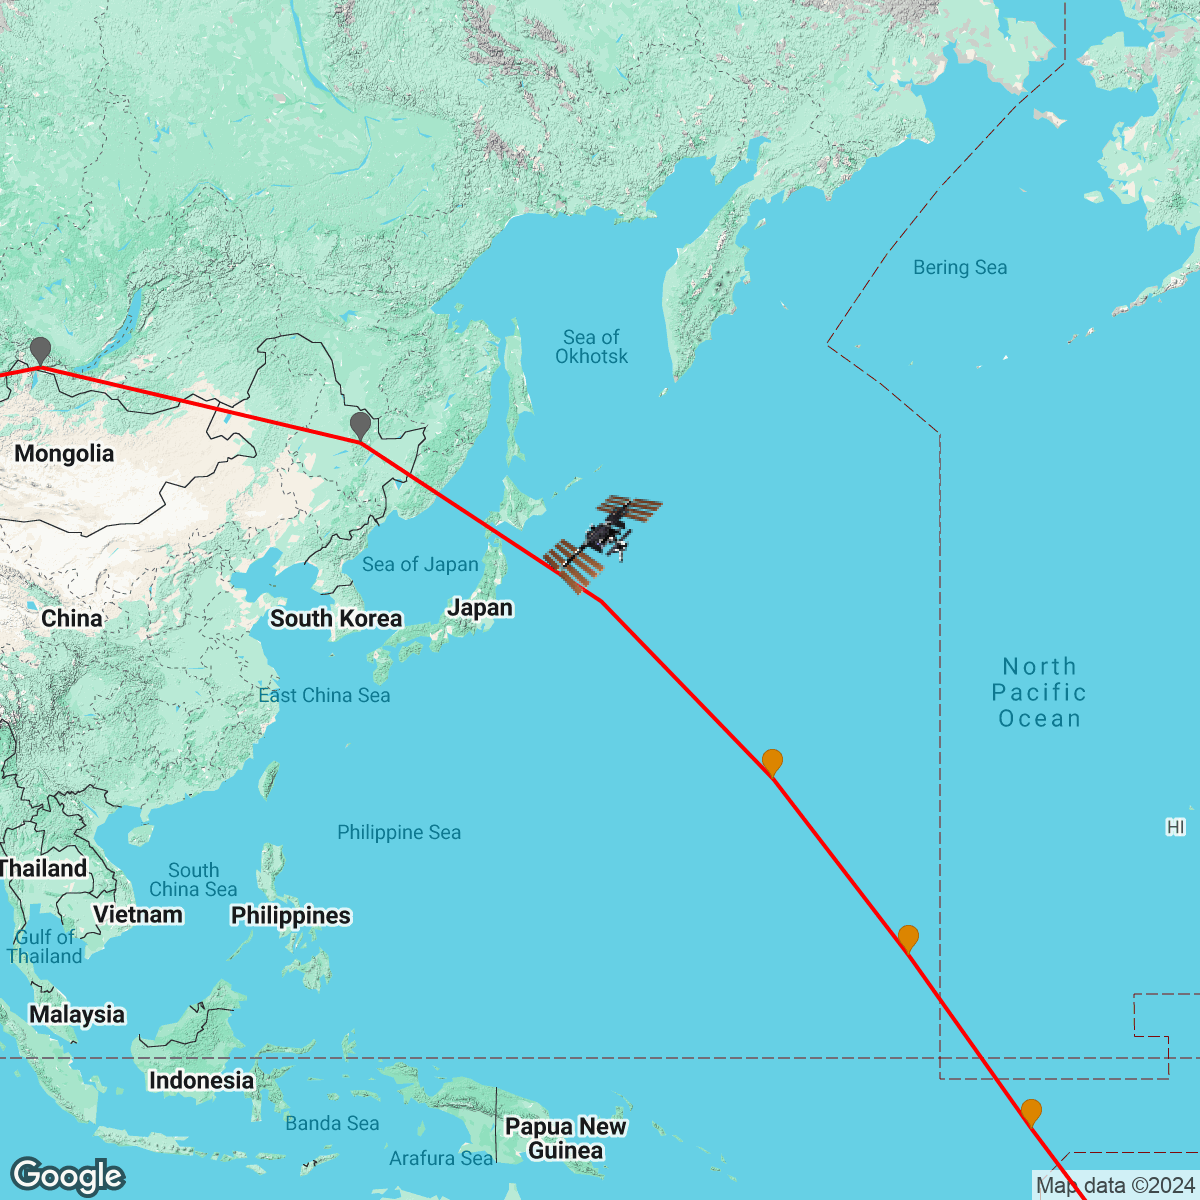 Bering Sea
Sea of
Okhotsk
Mongolia
Sea of Japan
Japan
China
South Korea
North
Pacific
Ocean
East China Sea
Philippine Sea
HI
Thailand
South
China Sea
Vietnam
Philippines
Gulf of
Thailand
Malaysia
Indonesia
Banda Sea
Papua New
Guinea
Arafura Sea
Google
Map data ©2024